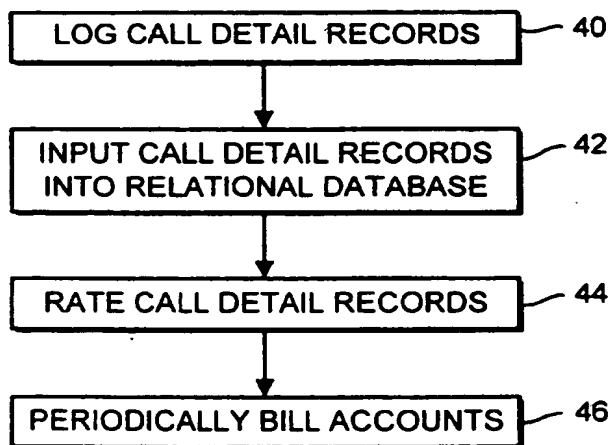 LOG CALL DETAIL RECORDS
40
INPUT CALL DETAIL RECORDS
INTO RELATIONAL DATABASE
42
RATE CALL DETAIL RECORDS
44
PERIODICALLY BILL ACCOUNTS
46